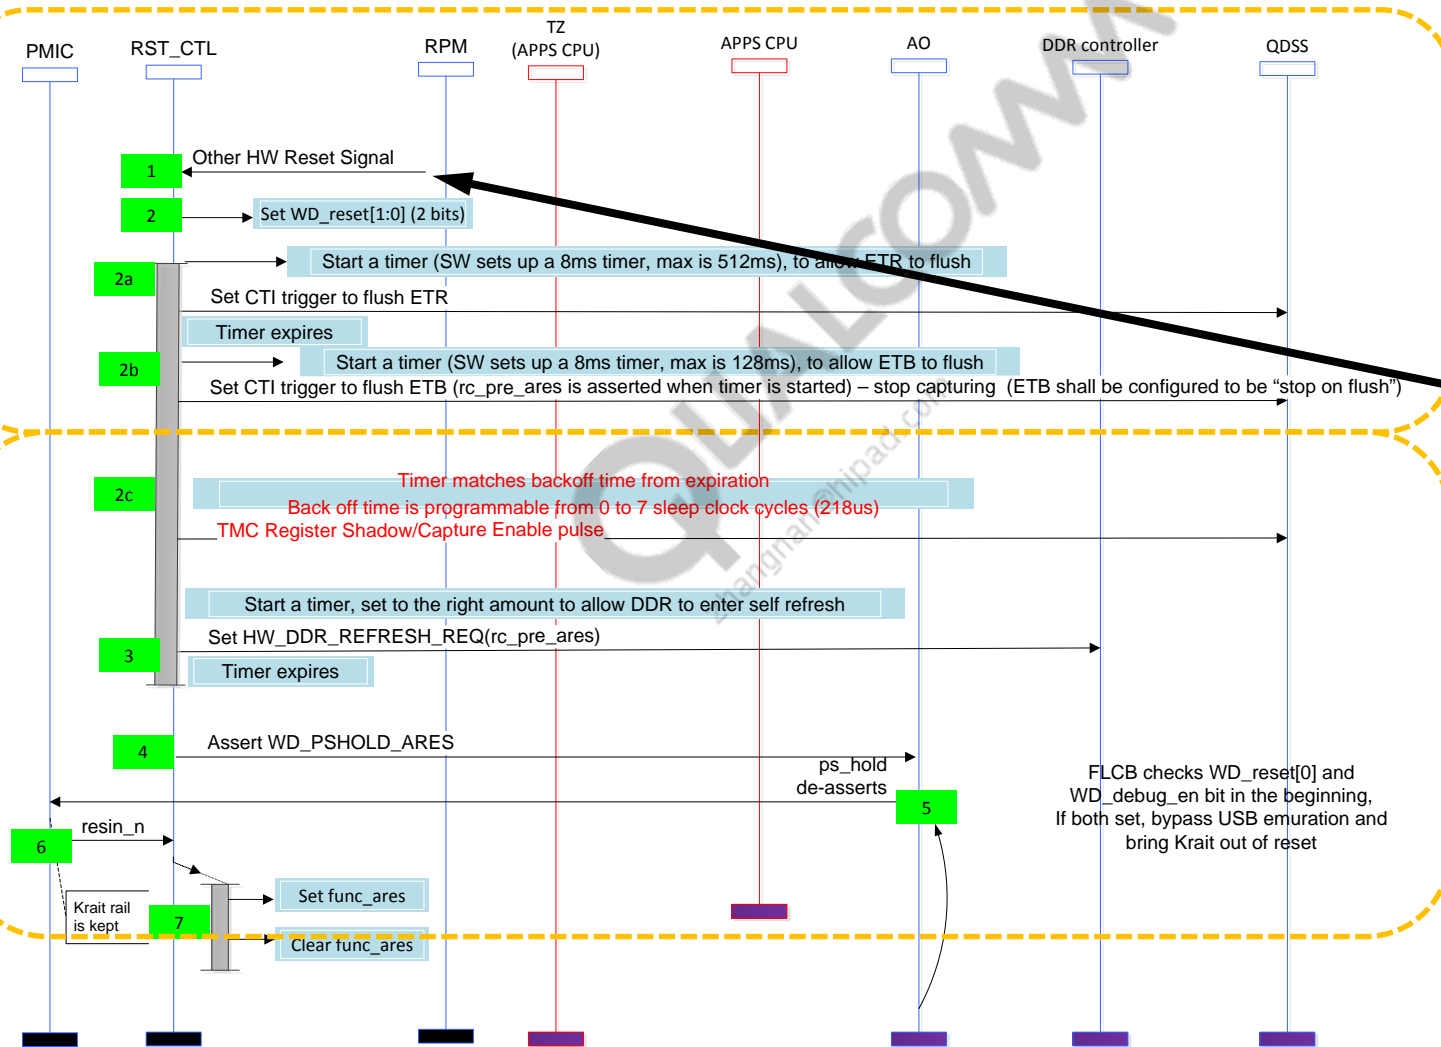 PMIC
RST_CTL
RPM
TZ
(APPS CPU)
APPS CPU
AO
DDR controller
QDSS
1
Other HW Reset Signal
2
Set WD_reset[1:0] (2 bits)
2a
Start a timer (SW sets up a 8ms timer, max is 512ms), to allow ETR to flush
Set CTI trigger to flush ETR
Timer expires
2b
Start a timer (SW sets up a 8ms timer, max is 128ms), to allow ETB to flush
Set CTI trigger to flush ETB (rc_pre_ares is asserted when timer is started) – stop capturing (ETB shall be configured to be “stop on flush”)
2c
Timer matches backoff time from expiration
Back off time is programmable from 0 to 7 sleep clock cycles (218us)
TMC Register Shadow/Capture Enable pulse
Start a timer, set to the right amount to allow DDR to enter self refresh
3
Set HW_DDR_REFRESH_REQ(rc_pre_ares)
Timer expires
4
Assert WD_PSHOLD_ARES
ps_hold
de-asserts
5
FLCB checks WD_reset[0] and
WD_debug_en bit in the beginning,
If both set, bypass USB emuration and
bring Krait out of reset
6
resin_n
Krait rail
is kept
7
Set func_ares
Clear func_ares
QUALCOMM
zhangnan@hipad.com